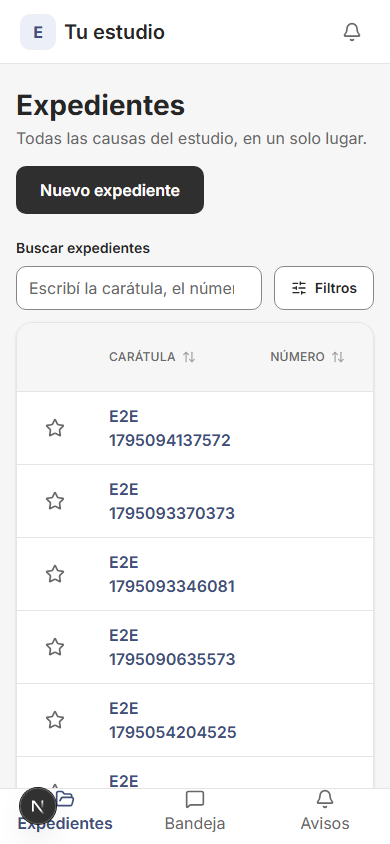 E Tu estudio
Expedientes
Todas las causas del estudio, en un solo lugar.
Nuevo expediente
Buscar expedientes
Escribí la carátula, el númer
Filtros
CARÁTULA NÚMERO
E2E
1795094137572
E2E
1795093370373
E2E
1795093346081
E2E
1795090635573
E2E
1795054204525
E2E
N
Expedientes Bandeja Avisos